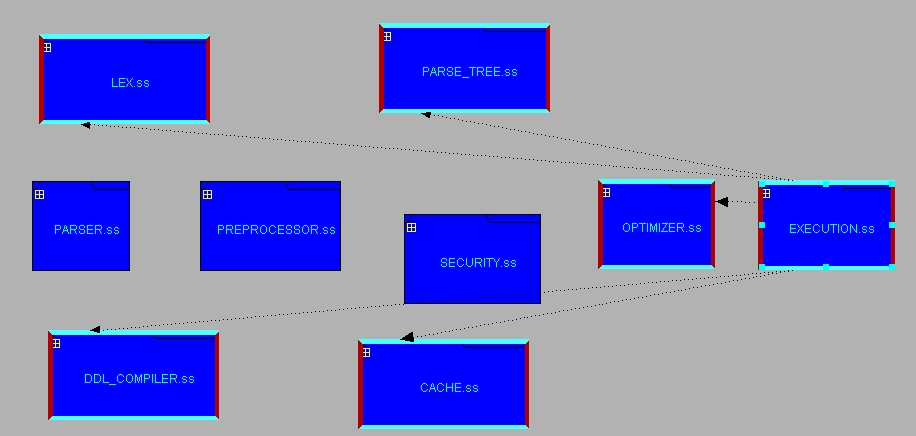 LEX.ss
PARSE_TREE.ss
PARSER.ss
PREPROCESSOR.ss
SECURITY.ss
OPTIMIZER.ss
EXECUTION.ss
DDL_COMPILER.ss
CACHE.ss